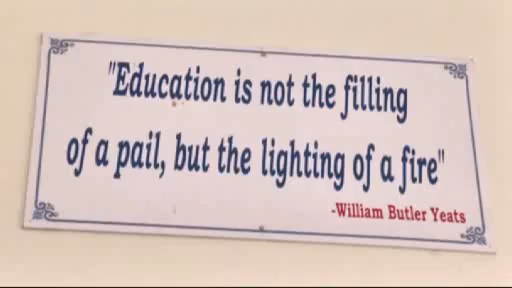 "Education is not the filling
of a pail, but the lighting of a fire"
-William Butler Yeats